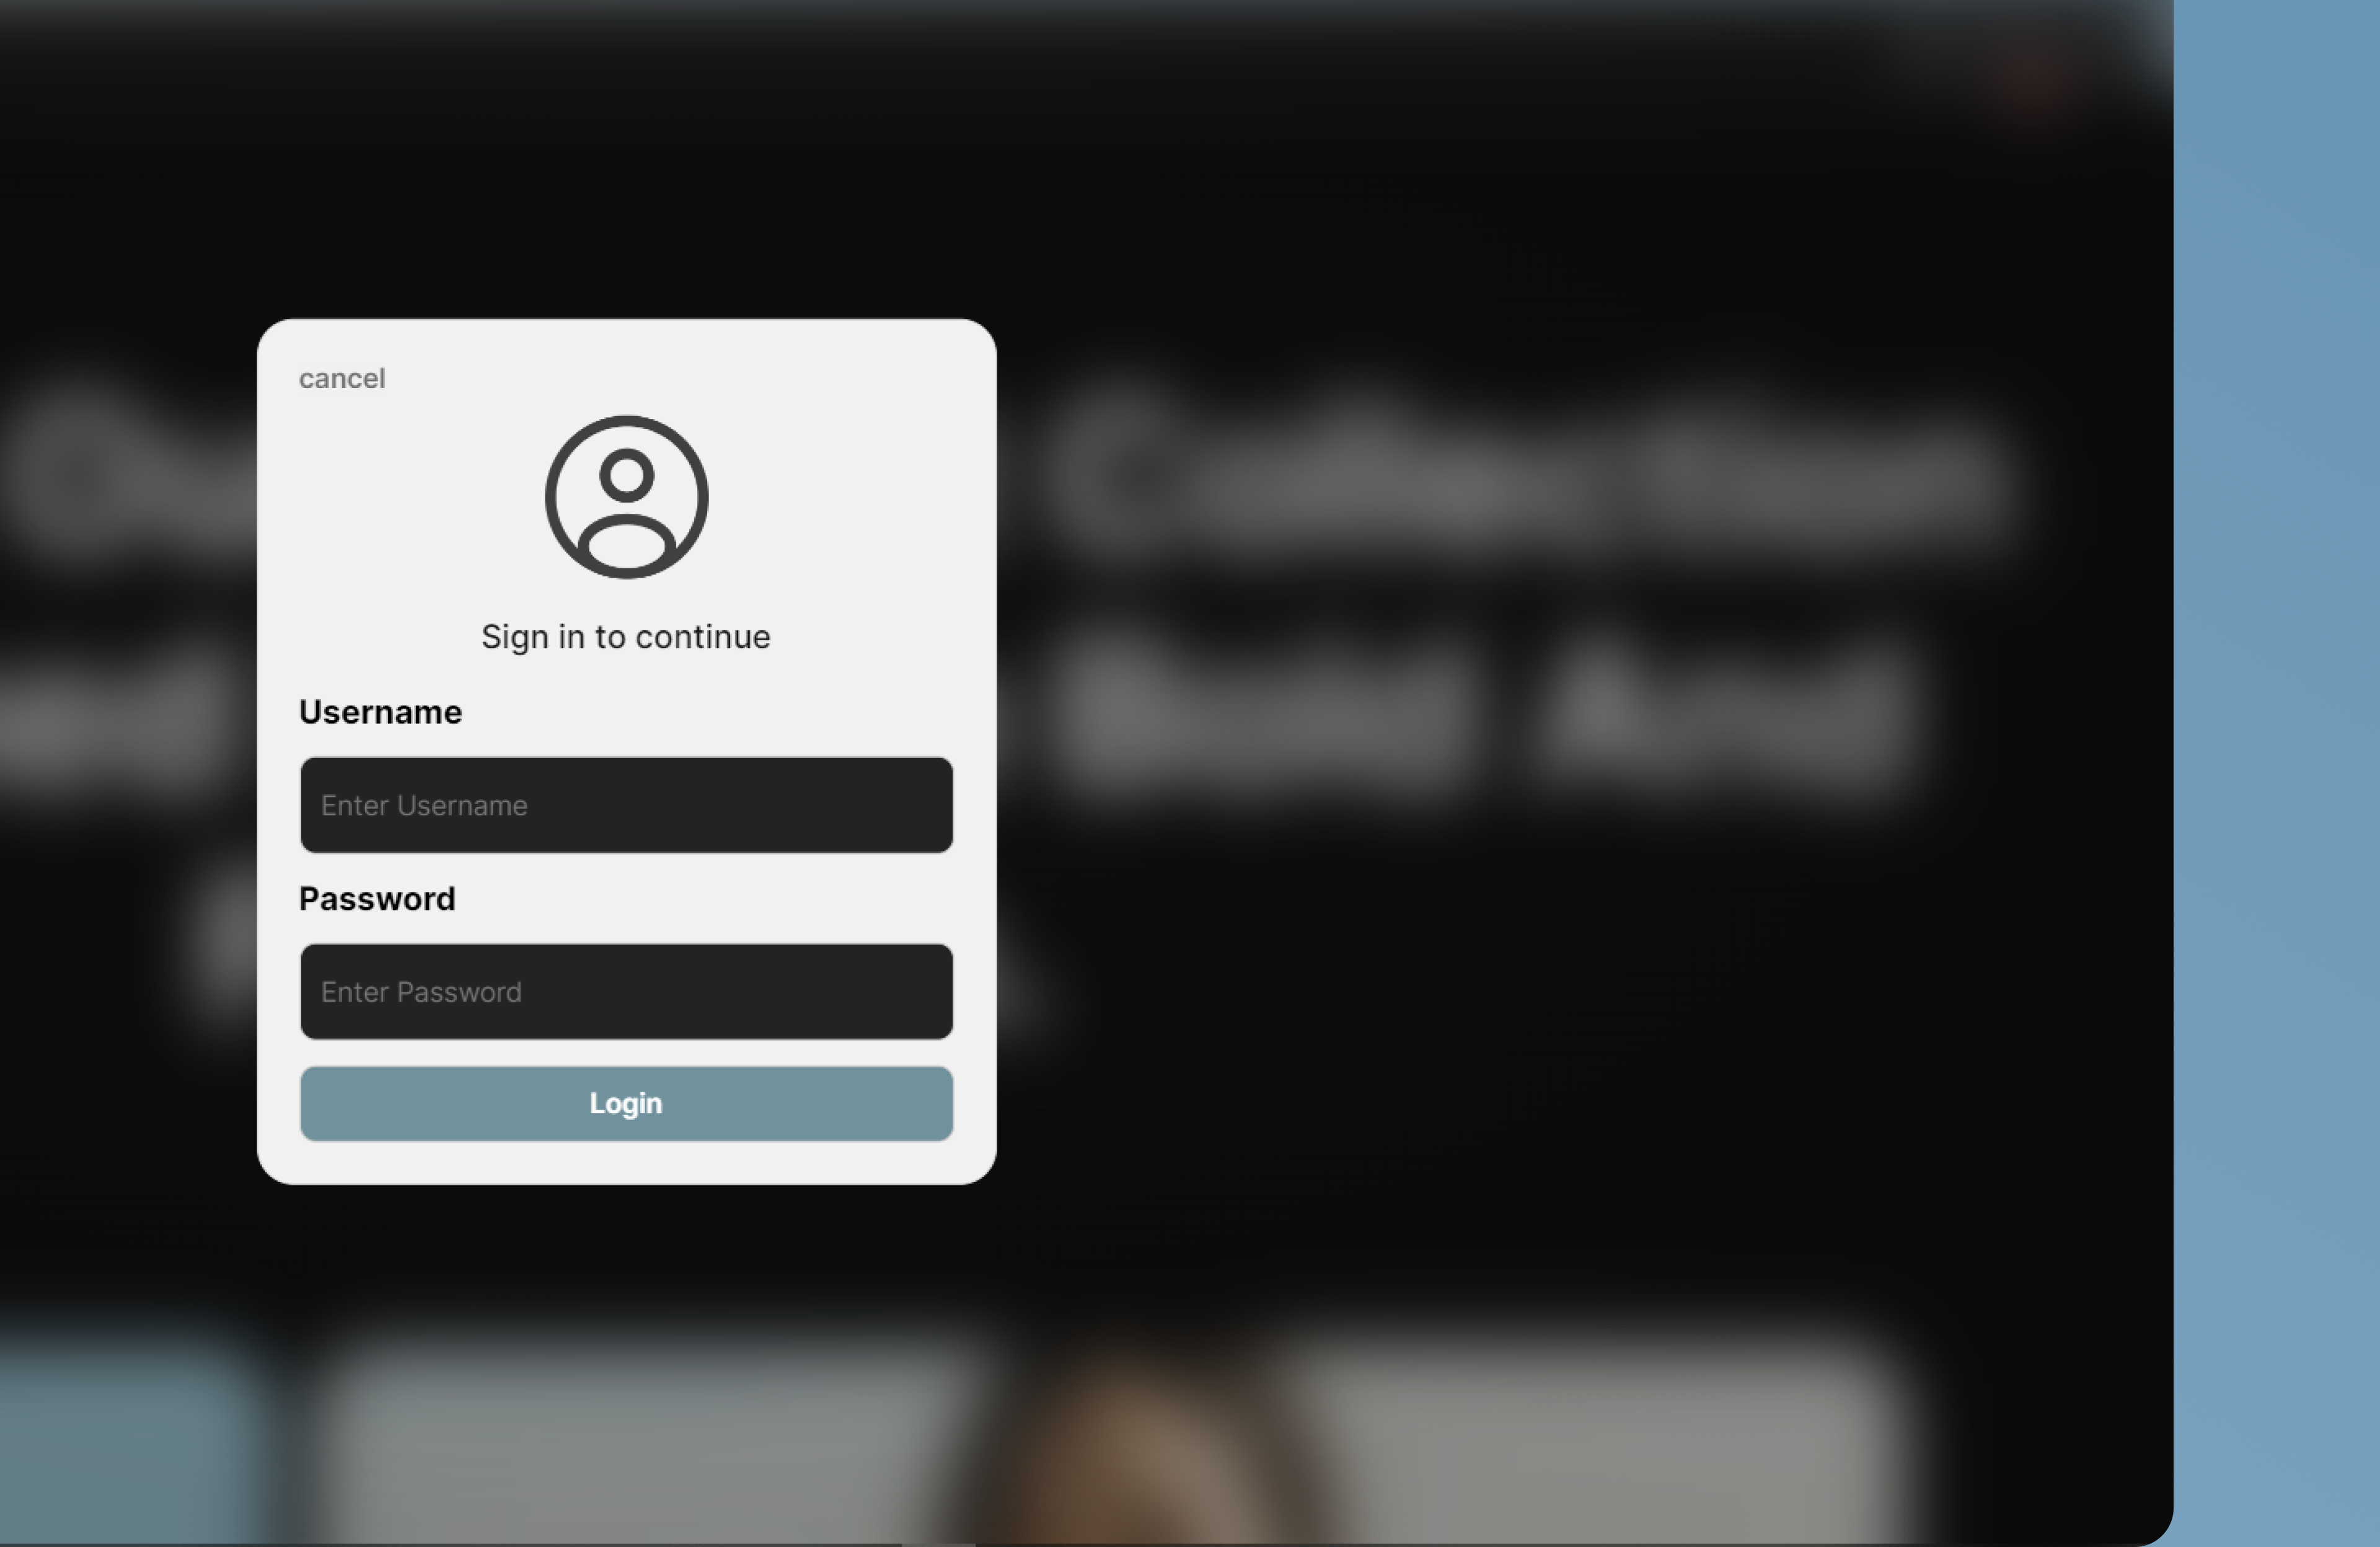 cancel
Sign in to continue
Username
Enter Username
Password
Enter Password
Login